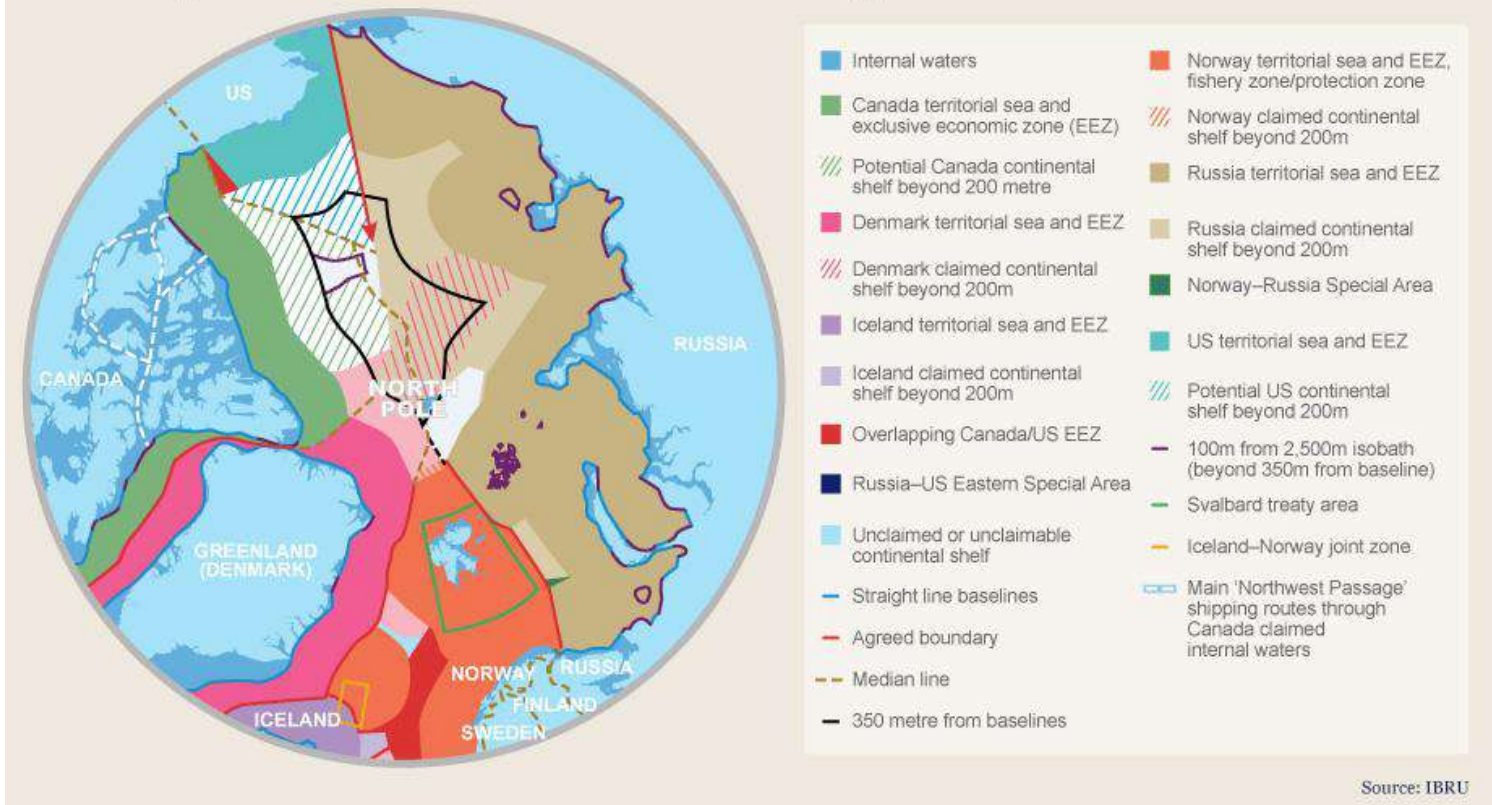 US
RUSSIA
CANADA
NORTH
POLE
GREENLAND
(DENMARK)
NORWAY
RUSSIA
FINLAND
ICELAND
SWEDEN
Internal waters
Canada territorial sea and
exclusive economic zone (EEZ)
Potential Canada continental
shelf beyond 200 metre
Denmark territorial sea and EEZ
Denmark claimed continental
shelf beyond 200m
Iceland territorial sea and EEZ
Iceland claimed continental
shelf beyond 200m
Overlapping Canada/US EEZ
Russia–US Eastern Special Area
Unclaimed or unclaimable
continental shelf
Straight line baselines
Agreed boundary
Median line
350 metre from baselines
Norway territorial sea and EEZ,
fishery zone/protection zone
Norway claimed continental
shelf beyond 200m
Russia territorial sea and EEZ
Russia claimed continental
shelf beyond 200m
Norway–Russia Special Area
US territorial sea and EEZ
Potential US continental
shelf beyond 200m
100m from 2,500m isobath
(beyond 350m from baseline)
Svalbard treaty area
Iceland–Norway joint zone
Main ‘Northwest Passage’
shipping routes through
Canada claimed
internal waters
Source: IBRU